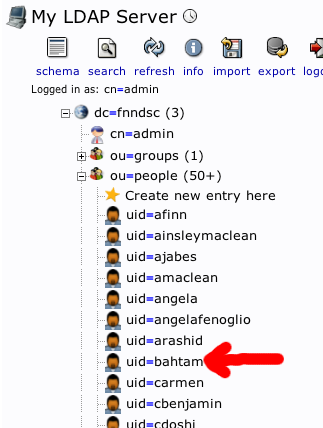 My LDAP Server
schema search refresh info import export logo
Logged in as: cn=admin
dc=fnndsc (3)
cn=admin
ou=groups (1)
ou=people (50+)
Create new entry here
uid=afinn
uid=ainsleymaclean
uid=ajabes
uid=amaclean
uid=angela
uid=angelafenoglio
uid=arashid
uid=bahtam
uid=carmen
uid=cbenjamin
uid=cdoshi